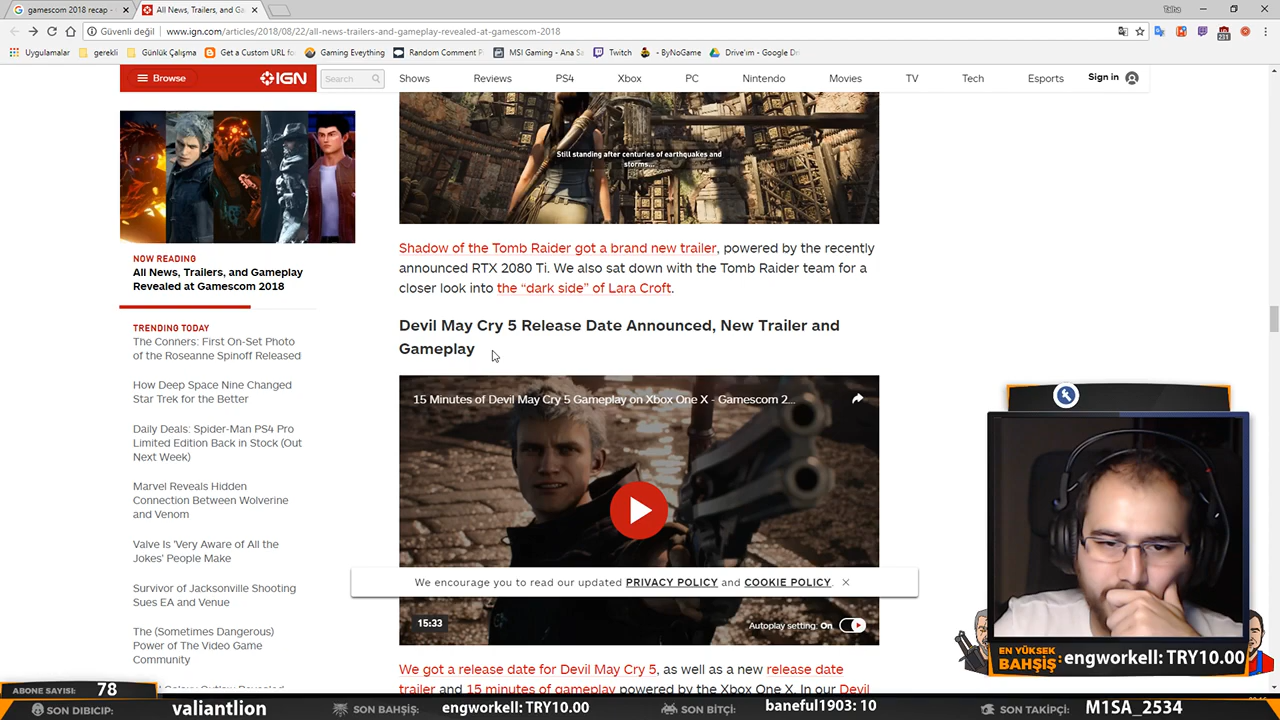 gamescom 2018 recap -
All News, Trailers, and Ga
Taha
Güvenli değil
www.ign.com/articles/2018/08/22/all-news-trailers-and-gameplay-revealed-at-gamescom-2018
231
Uygulamalar
gerekli
Günlük Çalışma
Get a Custom URL for
Gaming Eveything
Random Comment P
MSI Gaming - Ana Sa
Twitch
- ByNoGame
Drive'ım - Google Dr
Browse
IGN
Search
Shows
Reviews
PS4
Xbox
PC
Nintendo
Movies
TV
Tech
Esports
Sign in
Still standing after centuries of earthquakes and
storms...
NOW READING
All News, Trailers, and Gameplay
Revealed at Gamescom 2018
TRENDING TODAY
The Conners: First On-Set Photo
of the Roseanne Spinoff Released
How Deep Space Nine Changed
Star Trek for the Better
Daily Deals: Spider-Man PS4 Pro
Limited Edition Back in Stock (Out
Next Week)
Marvel Reveals Hidden
Connection Between Wolverine
and Venom
Valve Is 'Very Aware of All the
Jokes' People Make
Survivor of Jacksonville Shooting
Sues EA and Venue
The (Sometimes Dangerous)
Power of The Video Game
Community
Shadow of the Tomb Raider got a brand new trailer, powered by the recently
announced RTX 2080 Ti. We also sat down with the Tomb Raider team for a
closer look into the “dark side” of Lara Croft.
Devil May Cry 5 Release Date Announced, New Trailer and
Gameplay
15 Minutes of Devil May Cry 5 Gameplay on Xbox One X - Gamescom 2...
We encourage you to read our updated PRIVACY POLICY and COOKIE POLICY.
15:33
Autoplay setting: On
We got a release date for Devil May Cry 5, as well as a new release date
trailer and 15 minutes of gameplay powered by the Xbox One X. In our Devil
EN YÜKSEK
BAHŞİŞ:
engworkell: TRY10.00
ABONE SAYISI:
78
SON DIBICIP:
valiantlion
SON BAHŞİŞ:
engworkell: TRY10.00
SON BİTÇİ:
baneful1903: 10
SON TAKİPÇİ:
M1SA_2534